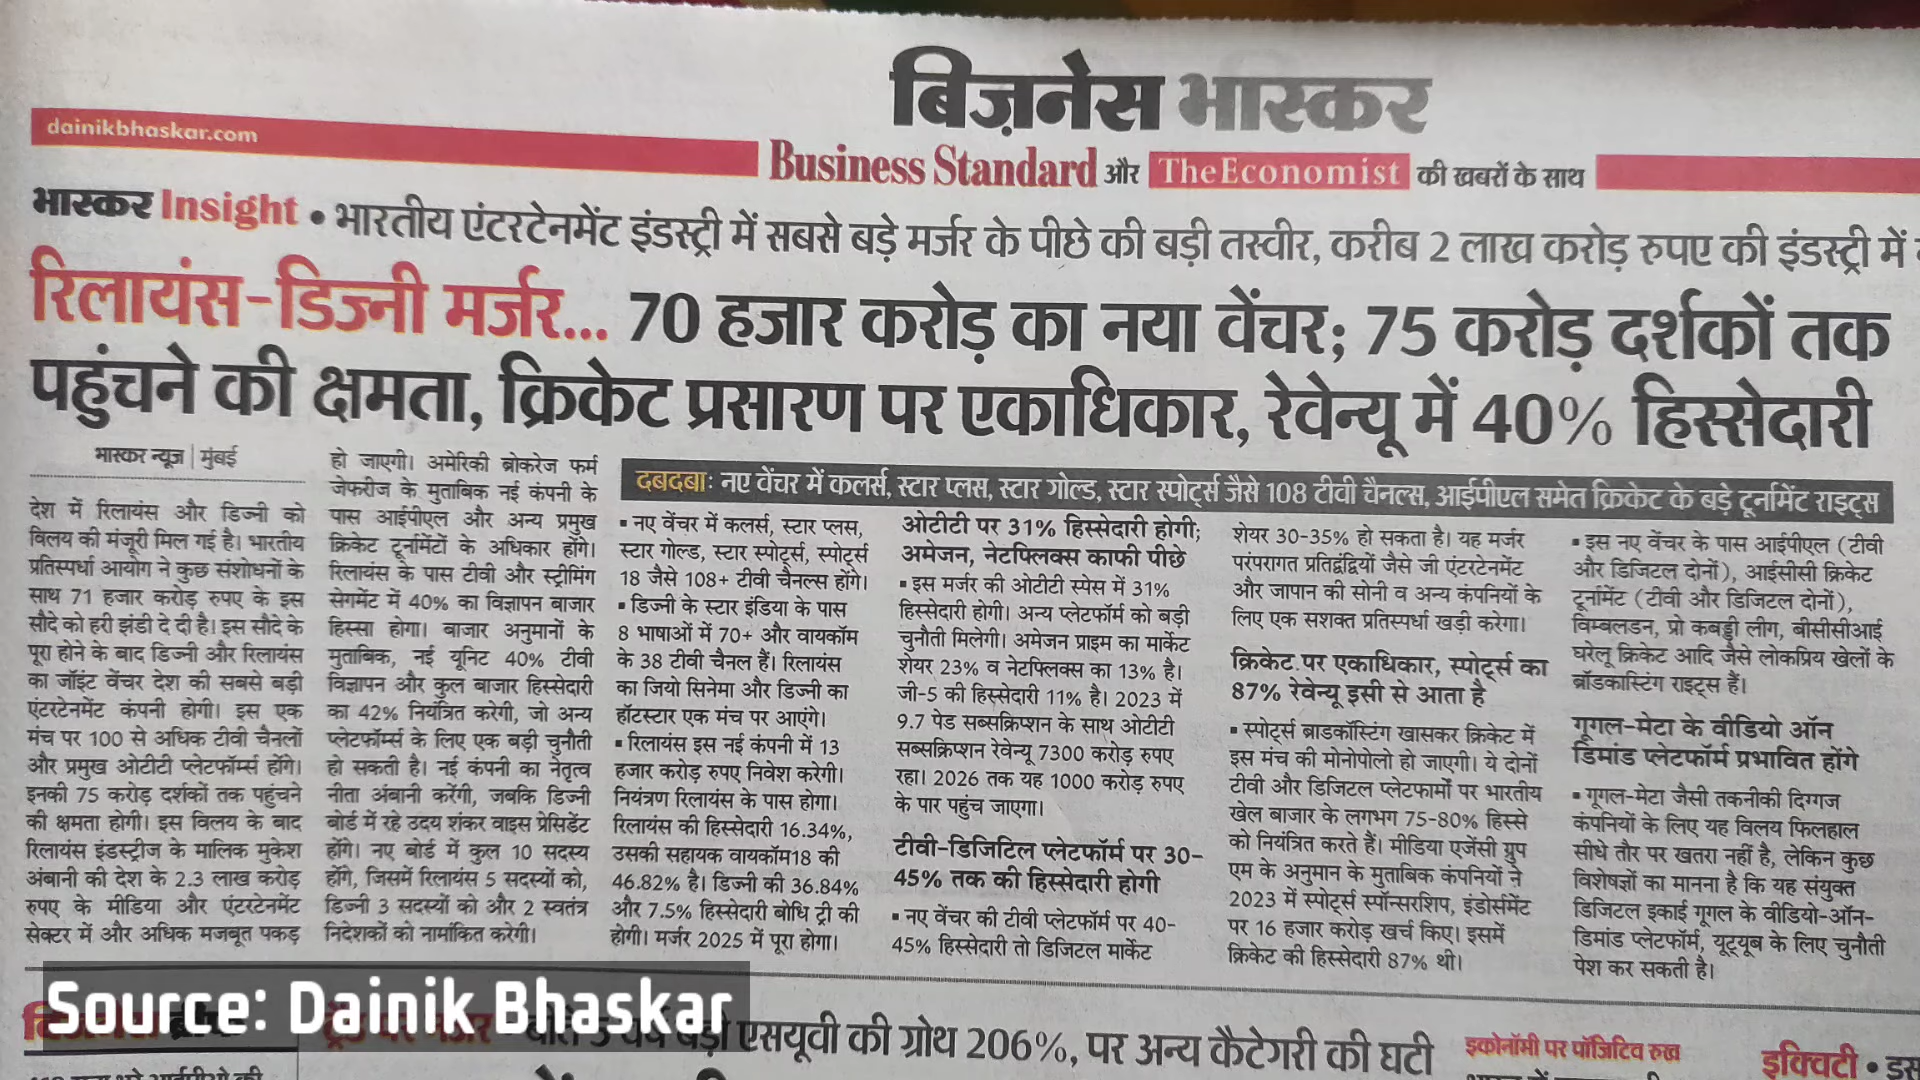 बिज़नेस भास्कर
dainikbhaskar.com
Business Standard और The Economist की खबरों के साथ
भास्कर Insight • भारतीय एंटरटेनमेंट इंडस्ट्री में सबसे बड़े मर्जर के पीछे की बड़ी तस्वीर, करीब 2 लाख करोड़ रुपए की इंडस्ट्री में
रिलायंस-डिज्नी मर्जर... 70 हजार करोड़ का नया वेंचर; 75 करोड़ दर्शकों तक
पहुंचने की क्षमता, क्रिकेट प्रसारण पर एकाधिकार, रेवेन्यू में 40% हिस्सेदारी
भास्कर न्यूज | मुंबई
देश में रिलायंस और डिज्नी को
विलय की मंजूरी मिल गई है। भारतीय
प्रतिस्पर्धा आयोग ने कुछ संशोधनों के
साथ 71 हजार करोड़ रुपए के इस
सौदे को हरी झंडी दे दी है। इस सौदे के
पूरा होने के बाद डिज्नी और रिलायंस
का जॉइंट वेंचर देश की सबसे बड़ी
एंटरटेनमेंट कंपनी होगी। इस एक
मंच पर 100 से अधिक टीवी चैनलों
और प्रमुख ओटीटी प्लेटफॉर्म्स होंगे।
इनकी 75 करोड़ दर्शकों तक पहुंचने
की क्षमता होगी। इस विलय के बाद
रिलायंस इंडस्ट्रीज के मालिक मुकेश
अंबानी की देश के 2.3 लाख करोड़
रुपए के मीडिया और एंटरटेनमेंट
सेक्टर में और अधिक मजबूत पकड़
हो जाएगी। अमेरिकी ब्रोकरेज फर्म
जेफरीज के मुताबिक नई कंपनी के
पास आईपीएल और अन्य प्रमुख
क्रिकेट टूर्नामेंटों के अधिकार होंगे।
रिलायंस के पास टीवी और स्ट्रीमिंग
सेगमेंट में 40% का विज्ञापन बाजार
हिस्सा होगा। बाजार अनुमानों के
मुताबिक, नई यूनिट 40% टीवी
विज्ञापन और कुल बाजार हिस्सेदारी
का 42% नियंत्रित करेगी, जो अन्य
प्लेटफॉर्म्स के लिए एक बड़ी चुनौती
हो सकती है। नई कंपनी का नेतृत्व
नीता अंबानी करेंगी, जबकि डिज्नी
बोर्ड में रहे उदय शंकर वाइस प्रेसिडेंट
होंगे। नए बोर्ड में कुल 10 सदस्य
होंगे, जिसमें रिलायंस 5 सदस्यों को,
डिज्नी 3 सदस्यों को और 2 स्वतंत्र
निदेशकों को नामांकित करेगी।
दबदबा: नए वेंचर में कलर्स, स्टार प्लस, स्टार गोल्ड, स्टार स्पोर्ट्स जैसे 108 टीवी चैनल्स, आईपीएल समेत क्रिकेट के बड़े टूर्नामेंट राइट्स
▪ नए वेंचर में कलर्स, स्टार प्लस,
स्टार गोल्ड, स्टार स्पोर्ट्स, स्पोर्ट्स
18 जैसे 108+ टीवी चैनल्स होंगे।
▪ डिज्नी के स्टार इंडिया के पास
8 भाषाओं में 70+ और वायकॉम
के 38 टीवी चैनल हैं। रिलायंस
का जियो सिनेमा और डिज्नी का
हॉटस्टार एक मंच पर आएंगे।
▪ रिलायंस इस नई कंपनी में 13
हजार करोड़ रुपए निवेश करेगी।
नियंत्रण रिलायंस के पास होगा।
रिलायंस की हिस्सेदारी 16.34%,
उसकी सहायक वायकॉम18 की
46.82% है। डिज्नी की 36.84%
और 7.5% हिस्सेदारी बोधि ट्री की
होगी। मर्जर 2025 में पूरा होगा।
ओटीटी पर 31% हिस्सेदारी होगी;
अमेजन, नेटफ्लिक्स काफी पीछे
▪ इस मर्जर की ओटीटी स्पेस में 31%
हिस्सेदारी होगी। अन्य प्लेटफॉर्म को बड़ी
चुनौती मिलेगी। अमेजन प्राइम का मार्केट
शेयर 23% व नेटफ्लिक्स का 13% है।
जी-5 की हिस्सेदारी 11% है। 2023 में
9.7 पेड सब्सक्रिप्शन के साथ ओटीटी
सब्सक्रिप्शन रेवेन्यू 7300 करोड़ रुपए
रहा। 2026 तक यह 1000 करोड़ रुपए
के पार पहुंच जाएगा।
टीवी-डिजिटिल प्लेटफॉर्म पर 30-
45% तक की हिस्सेदारी होगी
▪ नए वेंचर की टीवी प्लेटफॉर्म पर 40-
45% हिस्सेदारी तो डिजिटल मार्केट
शेयर 30-35% हो सकता है। यह मर्जर
परंपरागत प्रतिद्वंद्वियों जैसे जी एंटरटेनमेंट
और जापान की सोनी व अन्य कंपनियों के
लिए एक सशक्त प्रतिस्पर्धा खड़ी करेगा।
क्रिकेट पर एकाधिकार, स्पोर्ट्स का
87% रेवेन्यू इसी से आता है
▪ स्पोर्ट्स ब्राडकॉस्टिंग खासकर क्रिकेट में
इस मंच की मोनोपोलो हो जाएगी। ये दोनों
टीवी और डिजिटल प्लेटफार्मों पर भारतीय
खेल बाजार के लगभग 75-80% हिस्से
को नियंत्रित करते हैं। मीडिया एजेंसी ग्रुप
एम के अनुमान के मुताबिक कंपनियों ने
2023 में स्पोर्ट्स स्पॉन्सरशिप, इंडोर्समेंट
पर 16 हजार करोड़ खर्च किए। इसमें
क्रिकेट की हिस्सेदारी 87% थी।
▪ इस नए वेंचर के पास आईपीएल (टीवी
और डिजिटल दोनों), आईसीसी क्रिकेट
टूर्नामेंट (टीवी और डिजिटल दोनों),
विम्बलडन, प्रो कबड्डी लीग, बीसीसीआई
घरेलू क्रिकेट आदि जैसे लोकप्रिय खेलों के
ब्रॉडकास्टिंग राइट्स हैं।
गूगल-मेटा के वीडियो ऑन
डिमांड प्लेटफॉर्म प्रभावित होंगे
▪ गूगल-मेटा जैसी तकनीकी दिग्गज
कंपनियों के लिए यह विलय फिलहाल
सीधे तौर पर खतरा नहीं है, लेकिन कुछ
विशेषज्ञों का मानना है कि यह संयुक्त
डिजिटल इकाई गूगल के वीडियो-ऑन-
डिमांड प्लेटफॉर्म, यूट्यूब के लिए चुनौती
पेश कर सकती है।
Source: Dainik Bhaskar
एसयूवी की ग्रोथ 206%, पर अन्य कैटेगरी की घटी
इकोनॉमी पर पॉजिटिव रुख
इक्विटी • इस